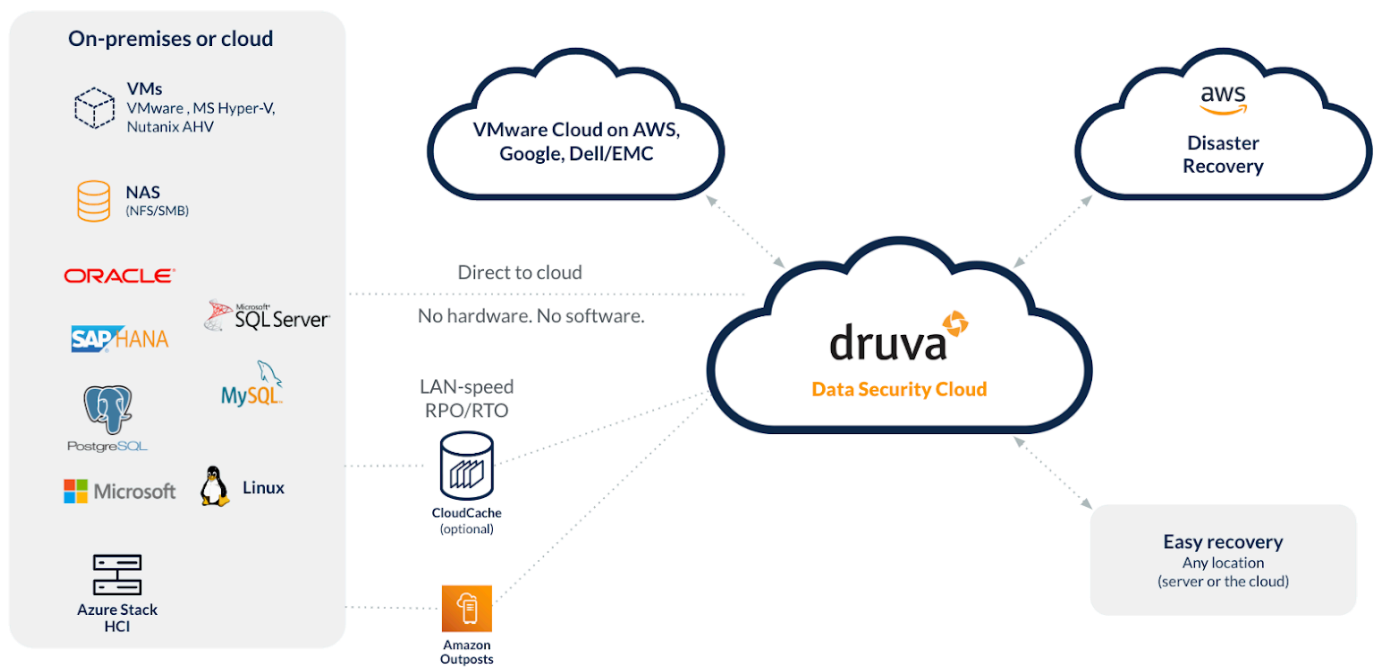 On-premises or cloud
VMs
VMware , MS Hyper-V,
Nutanix AHV
NAS
(NFS/SMB)
ORACLE®
Microsoft®
SQL Server®
SAP HANA
MySQL™
PostgreSQL
Microsoft
Linux
Azure Stack
HCI
VMware Cloud on AWS,
Google, Dell/EMC
aws
Disaster
Recovery
Direct to cloud
No hardware. No software.
LAN-speed
RPO/RTO
CloudCache
(optional)
Amazon
Outposts
druva
Data Security Cloud
Easy recovery
Any location
(server or the cloud)